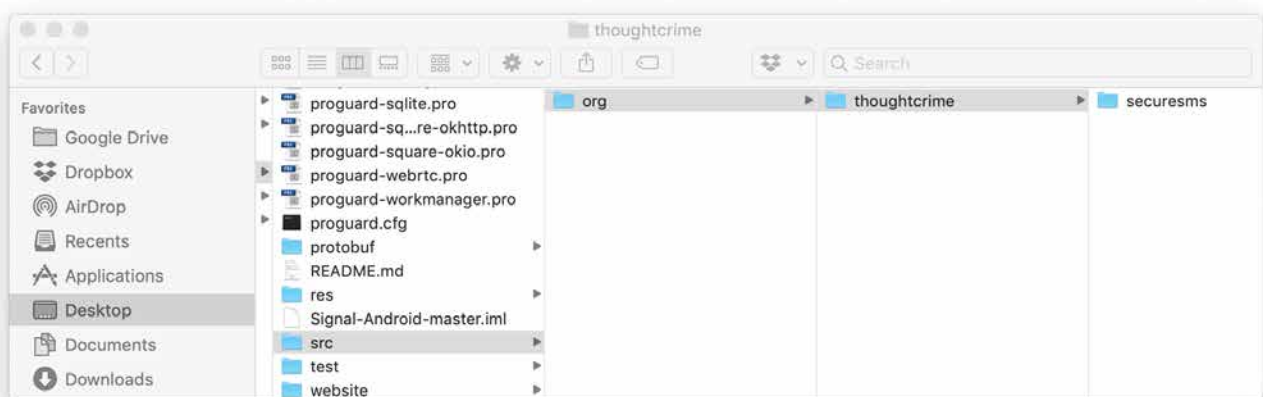 thoughtcrime
Search
Favorites
Google Drive
Dropbox
AirDrop
Recents
Applications
Desktop
Documents
Downloads
proguard-sqlite.pro
proguard-sq...re-okhttp.pro
proguard-square-okio.pro
proguard-webrtc.pro
proguard-workmanager.pro
proguard.cfg
protobuf
README.md
res
Signal-Android-master.iml
src
test
website
org
thoughtcrime
securesms